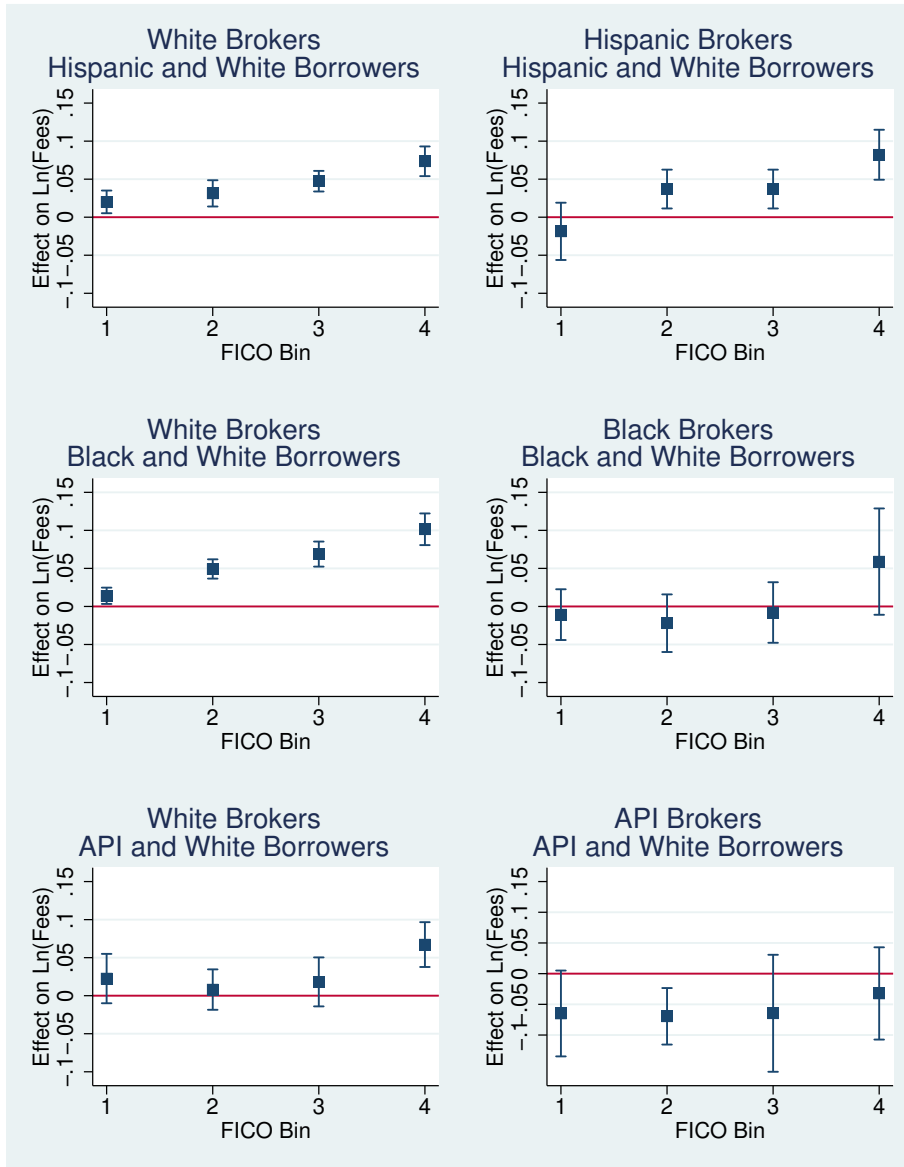 White Brokers
Hispanic and White Borrowers
Effect on Ln(Fees)
-.1 -.05 0 .05 .1 .15
1 2 3 4
FICO Bin
Hispanic Brokers
Hispanic and White Borrowers
Effect on Ln(Fees)
-.1 -.05 0 .05 .1 .15
1 2 3 4
FICO Bin
White Brokers
Black and White Borrowers
Effect on Ln(Fees)
-.1 -.05 0 .05 .1 .15
1 2 3 4
FICO Bin
Black Brokers
Black and White Borrowers
Effect on Ln(Fees)
-.1 -.05 0 .05 .1 .15
1 2 3 4
FICO Bin
White Brokers
API and White Borrowers
Effect on Ln(Fees)
-.1 -.05 0 .05 .1 .15
1 2 3 4
FICO Bin
API Brokers
API and White Borrowers
Effect on Ln(Fees)
-.1 -.05 0 .05 .1 .15
1 2 3 4
FICO Bin